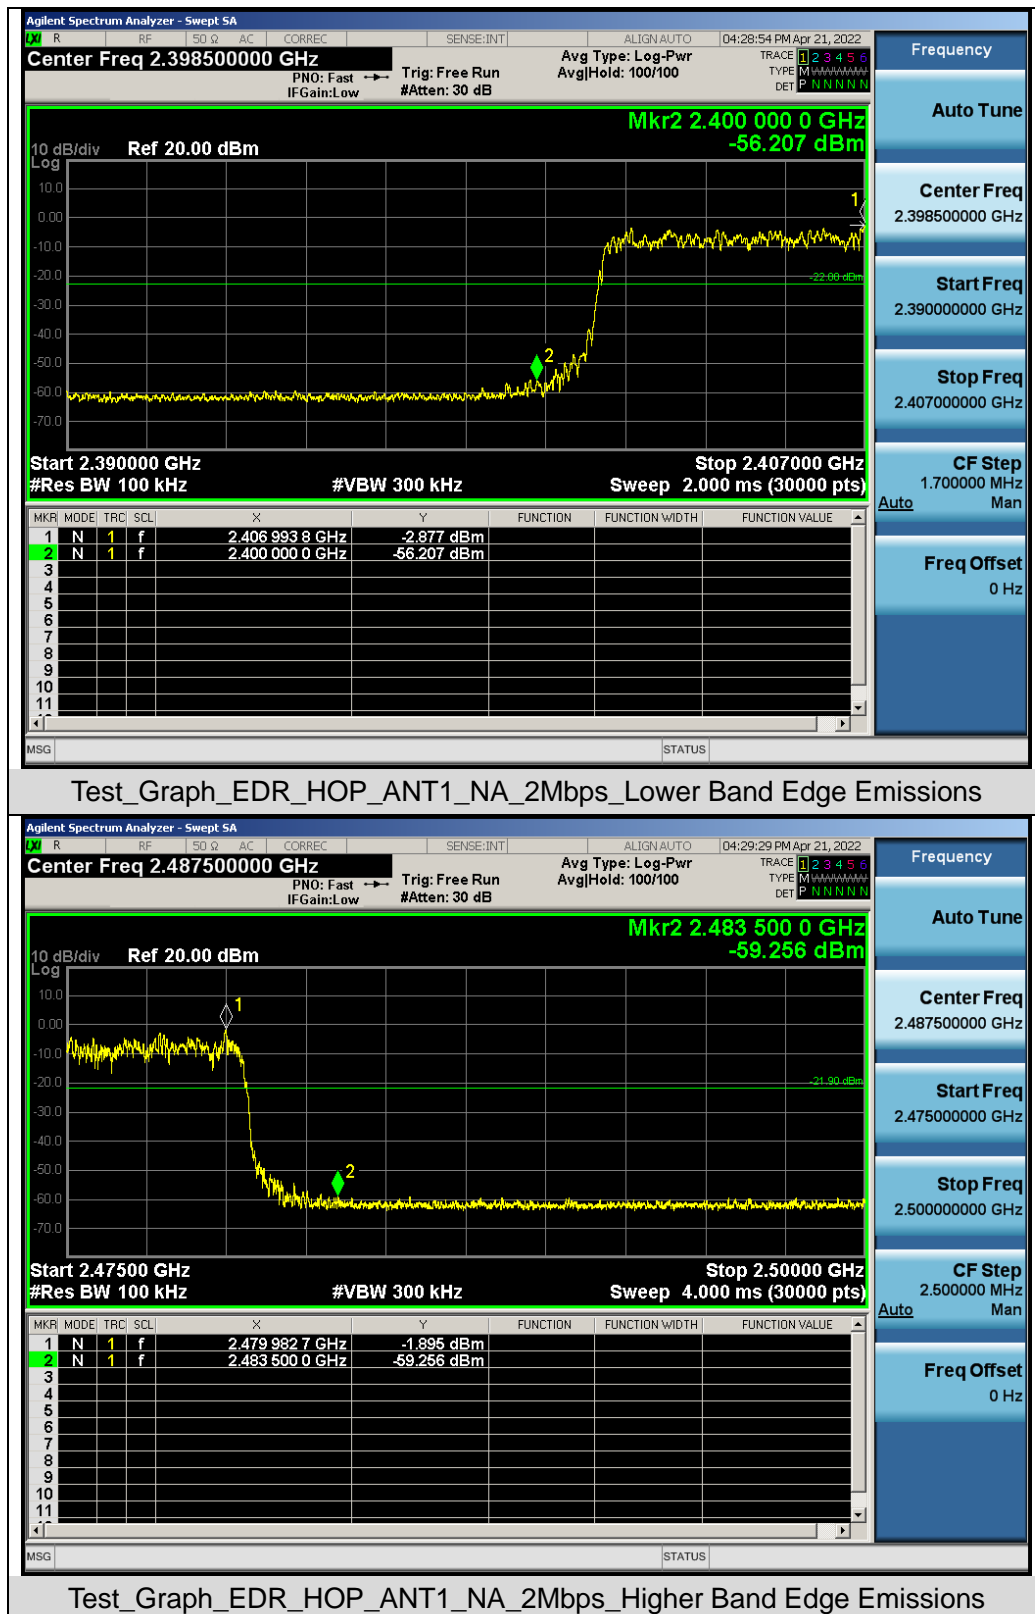 Agilent Spectrum Analyzer - Swept SA
LXI R RF 50 Ω AC CORREC SENSE:INT ALIGN AUTO 04:28:54 PM Apr 21, 2022
Center Freq 2.398500000 GHz
PNO: Fast
IFGain:Low
Trig: Free Run
#Atten: 30 dB
Avg Type: Log-Pwr
Avg|Hold: 100/100
TRACE 1 2 3 4 5 6
TYPE M
DET P N N N N N
Mkr2 2.400 000 0 GHz
-56.207 dBm
10 dB/div Ref 20.00 dBm
Log
10.0
0.00
-10.0
-20.0
-30.0
-40.0
-50.0
-60.0
-70.0
1
2
-22.88 dBm
Start 2.390000 GHz Stop 2.407000 GHz
#Res BW 100 kHz #VBW 300 kHz Sweep 2.000 ms (30000 pts)
MKR MODE TRC SCL X Y FUNCTION FUNCTION WIDTH FUNCTION VALUE
1 N 1 f 2.406 993 8 GHz -2.877 dBm
2 N 1 f 2.400 000 0 GHz -56.207 dBm
3
4
5
6
7
8
9
10
11
MSG STATUS
Frequency
Auto Tune
Center Freq
2.398500000 GHz
Start Freq
2.390000000 GHz
Stop Freq
2.407000000 GHz
CF Step
1.700000 MHz
Auto Man
Freq Offset
0 Hz
Test_Graph_EDR_HOP_ANT1_NA_2Mbps_Lower Band Edge Emissions
Agilent Spectrum Analyzer - Swept SA
LXI R RF 50 Ω AC CORREC SENSE:INT ALIGN AUTO 04:29:29 PM Apr 21, 2022
Center Freq 2.487500000 GHz
PNO: Fast
IFGain:Low
Trig: Free Run
#Atten: 30 dB
Avg Type: Log-Pwr
Avg|Hold: 100/100
TRACE 1 2 3 4 5 6
TYPE M
DET P N N N N N
Mkr2 2.483 500 0 GHz
-59.256 dBm
10 dB/div Ref 20.00 dBm
Log
10.0
0.00
-10.0
-20.0
-30.0
-40.0
-50.0
-60.0
-70.0
1
2
-21.90 dBm
Start 2.47500 GHz Stop 2.50000 GHz
#Res BW 100 kHz #VBW 300 kHz Sweep 4.000 ms (30000 pts)
MKR MODE TRC SCL X Y FUNCTION FUNCTION WIDTH FUNCTION VALUE
1 N 1 f 2.479 982 7 GHz -1.895 dBm
2 N 1 f 2.483 500 0 GHz -59.256 dBm
3
4
5
6
7
8
9
10
11
MSG STATUS
Frequency
Auto Tune
Center Freq
2.487500000 GHz
Start Freq
2.475000000 GHz
Stop Freq
2.500000000 GHz
CF Step
2.500000 MHz
Auto Man
Freq Offset
0 Hz
Test_Graph_EDR_HOP_ANT1_NA_2Mbps_Higher Band Edge Emissions